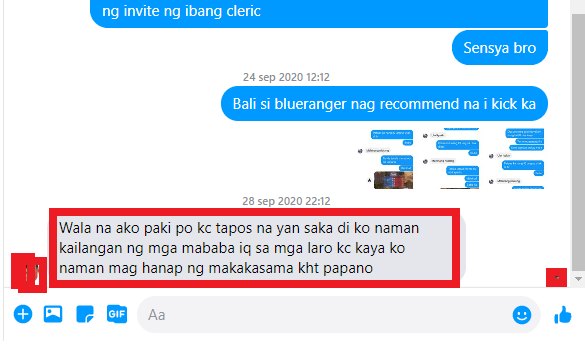 ng invite ng ibang cleric
Sensya bro
24 sep 2020 12:12
Bali si blueranger nag recommend na i kick ka
28 sep 2020 22:12
Wala na ako paki po kc tapos na yan saka di ko naman
kailangan ng mga mababa iq sa mga laro kc kaya ko
naman mag hanap ng makakasama kht papano
GIF
Aa